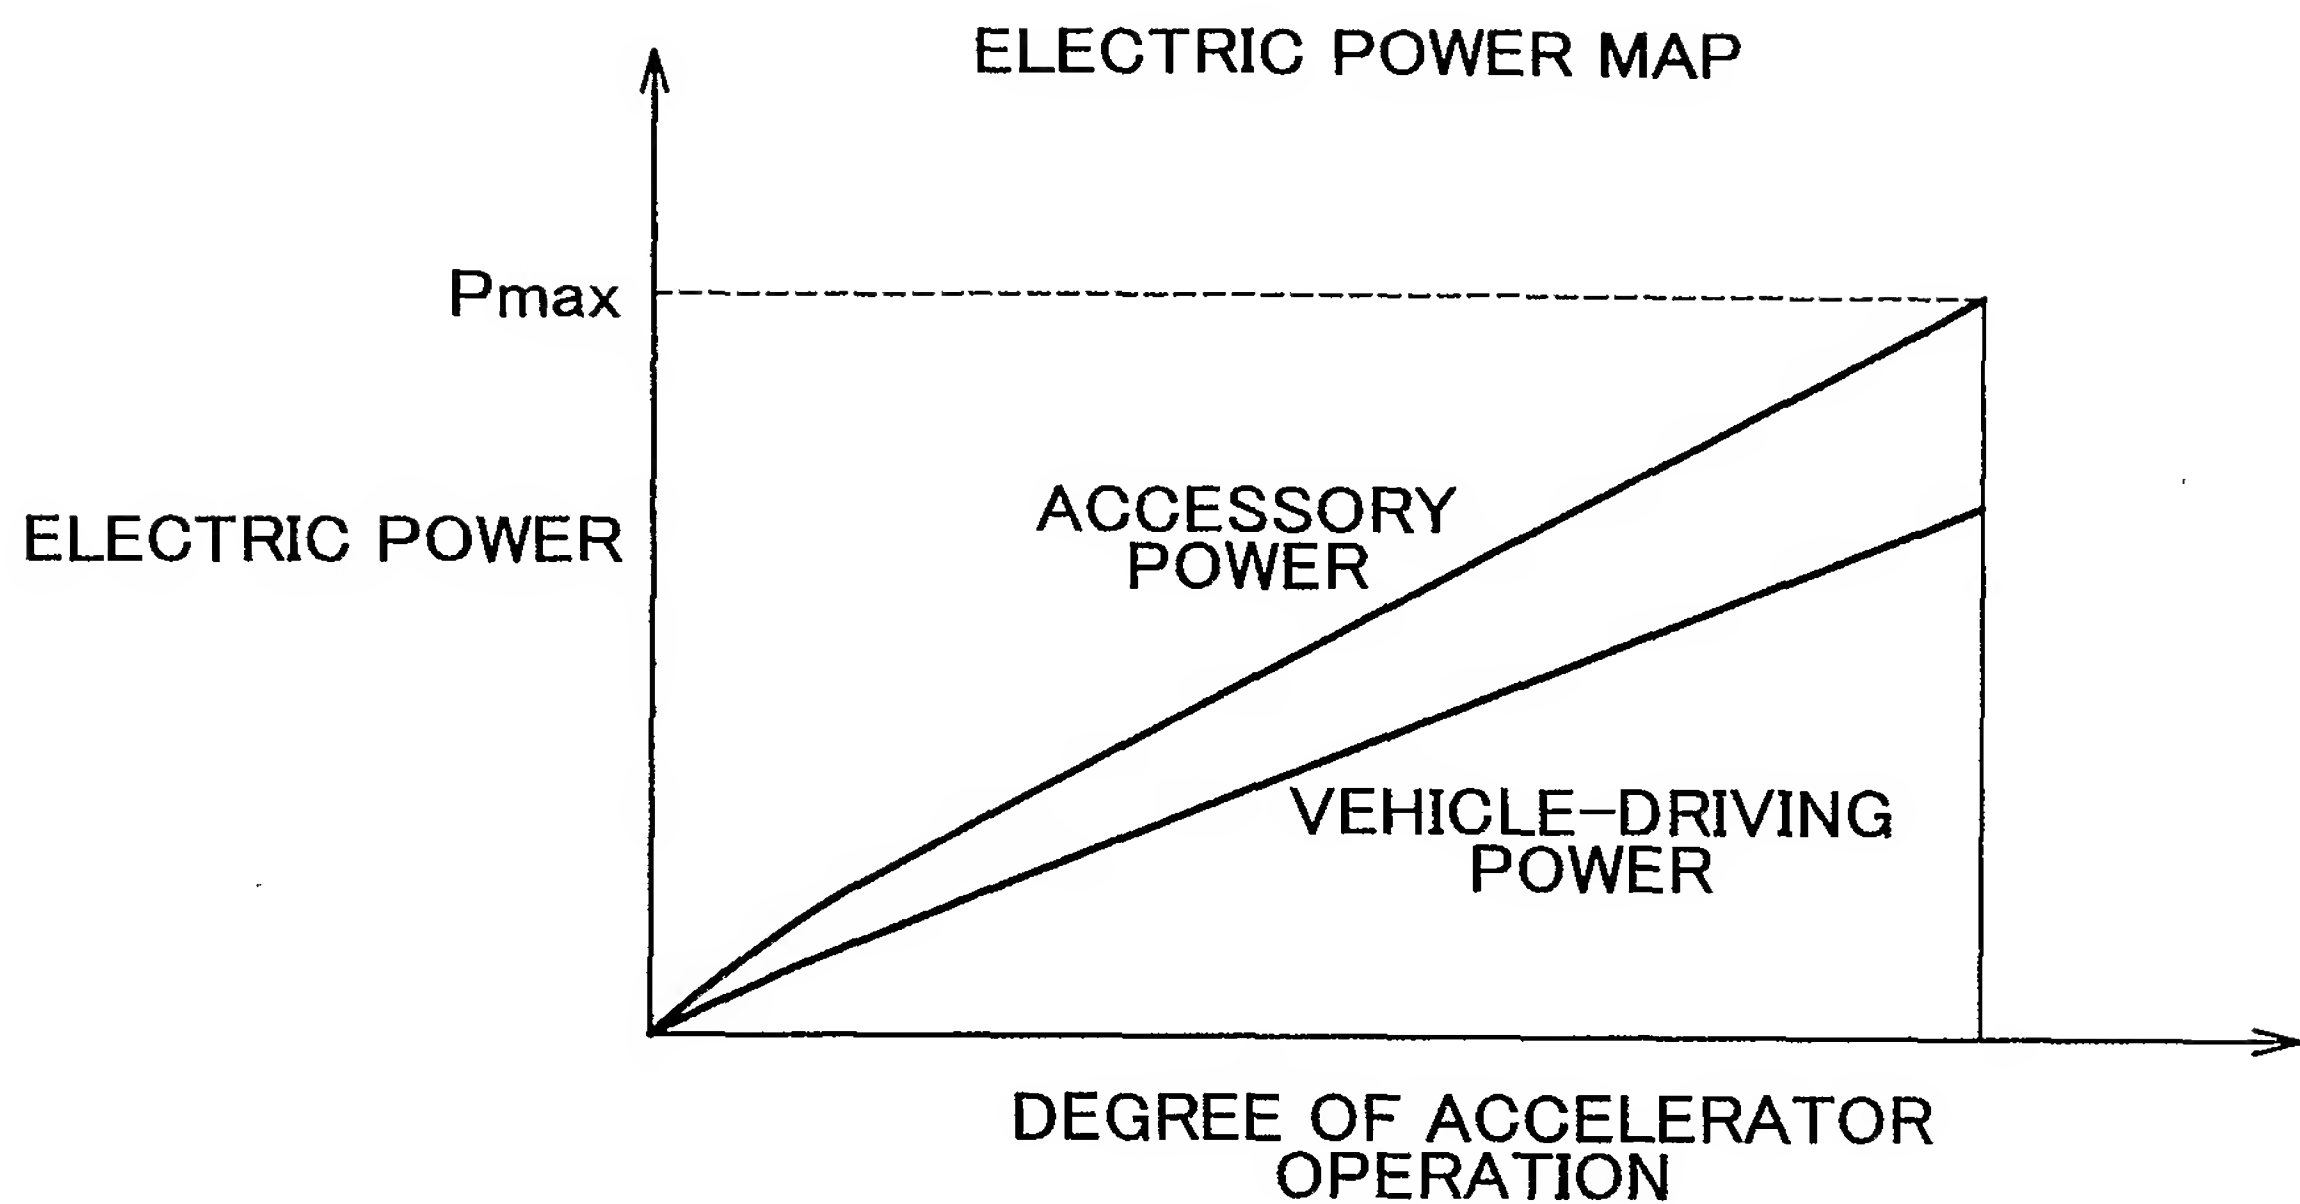 ELECTRIC POWER MAP
Pmax
ELECTRIC POWER
ACCESSORY
POWER
VEHICLE-DRIVING
POWER
DEGREE OF ACCELERATOR
OPERATION